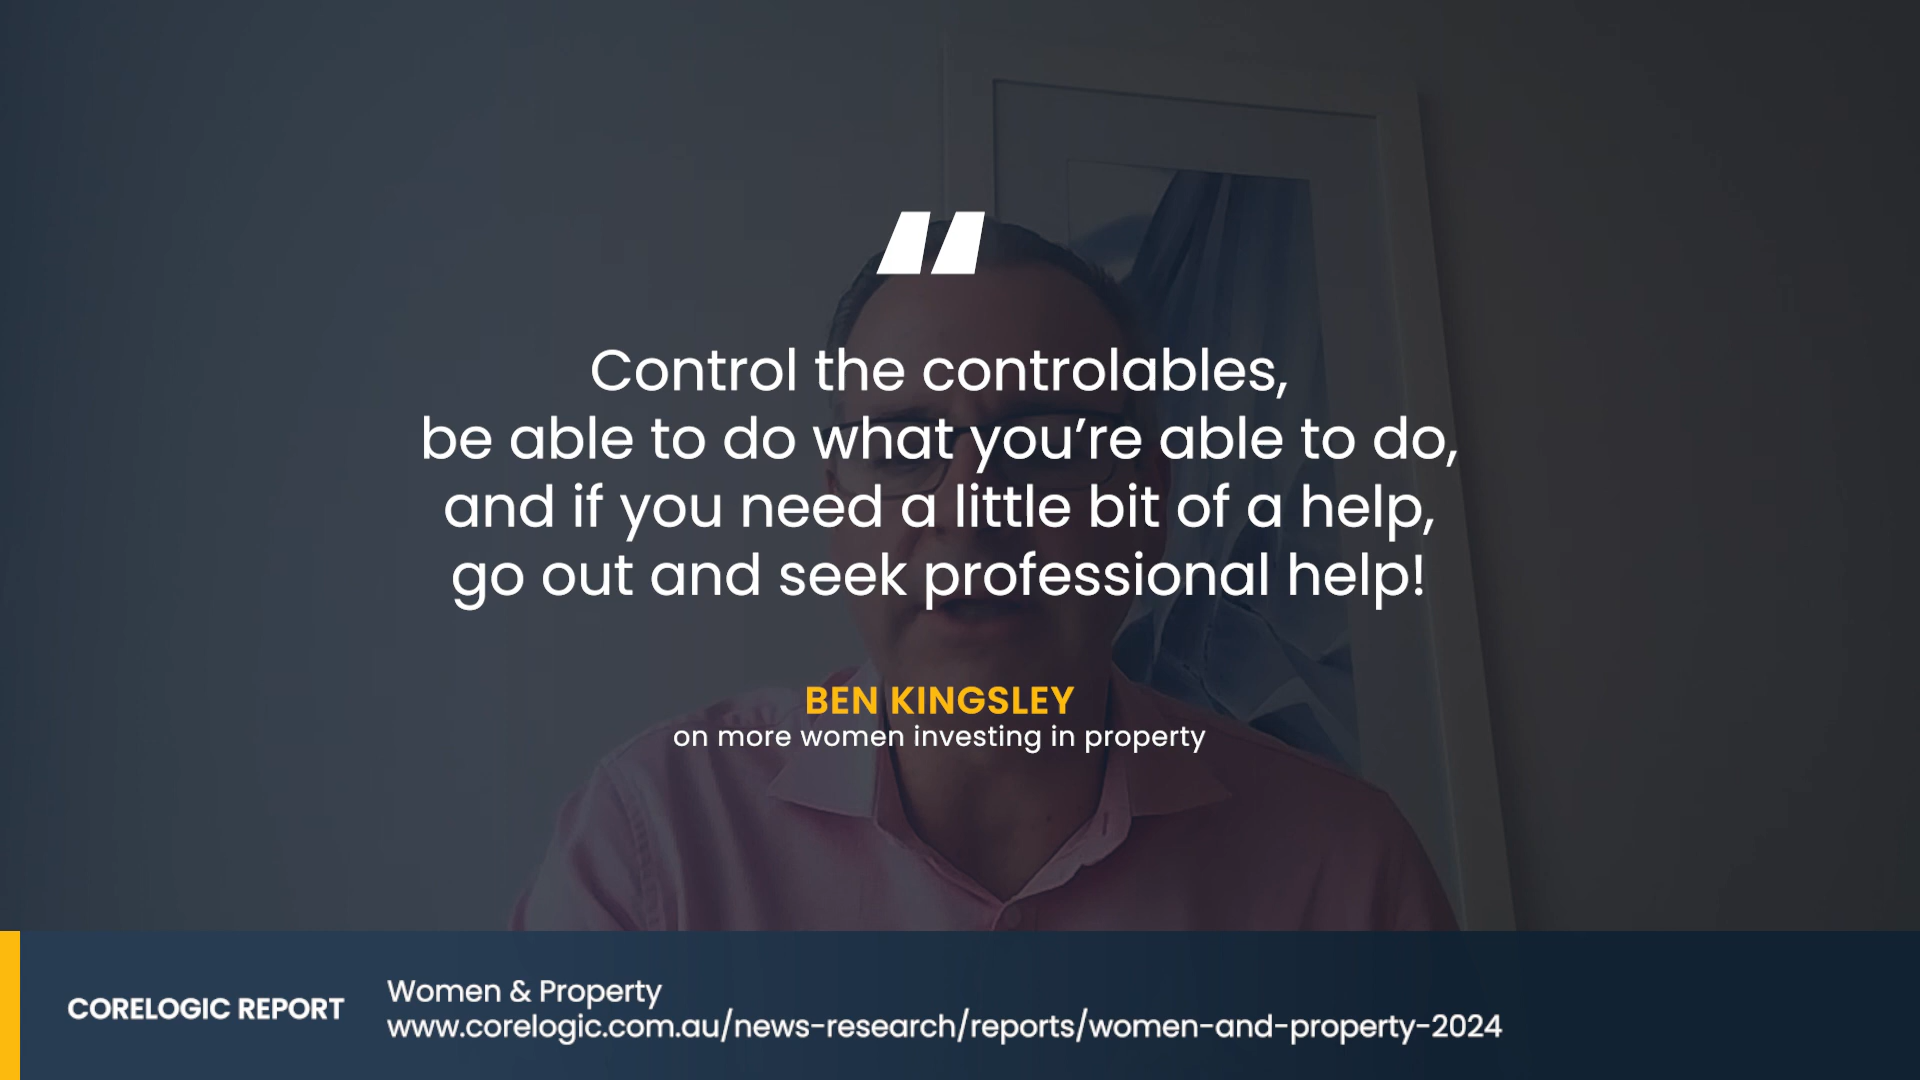 Control the controlables,
be able to do what you’re able to do,
and if you need a little bit of a help,
go out and seek professional help!
BEN KINGSLEY
on more women investing in property
CORELOGIC REPORT
Women & Property
www.corelogic.com.au/news-research/reports/women-and-property-2024